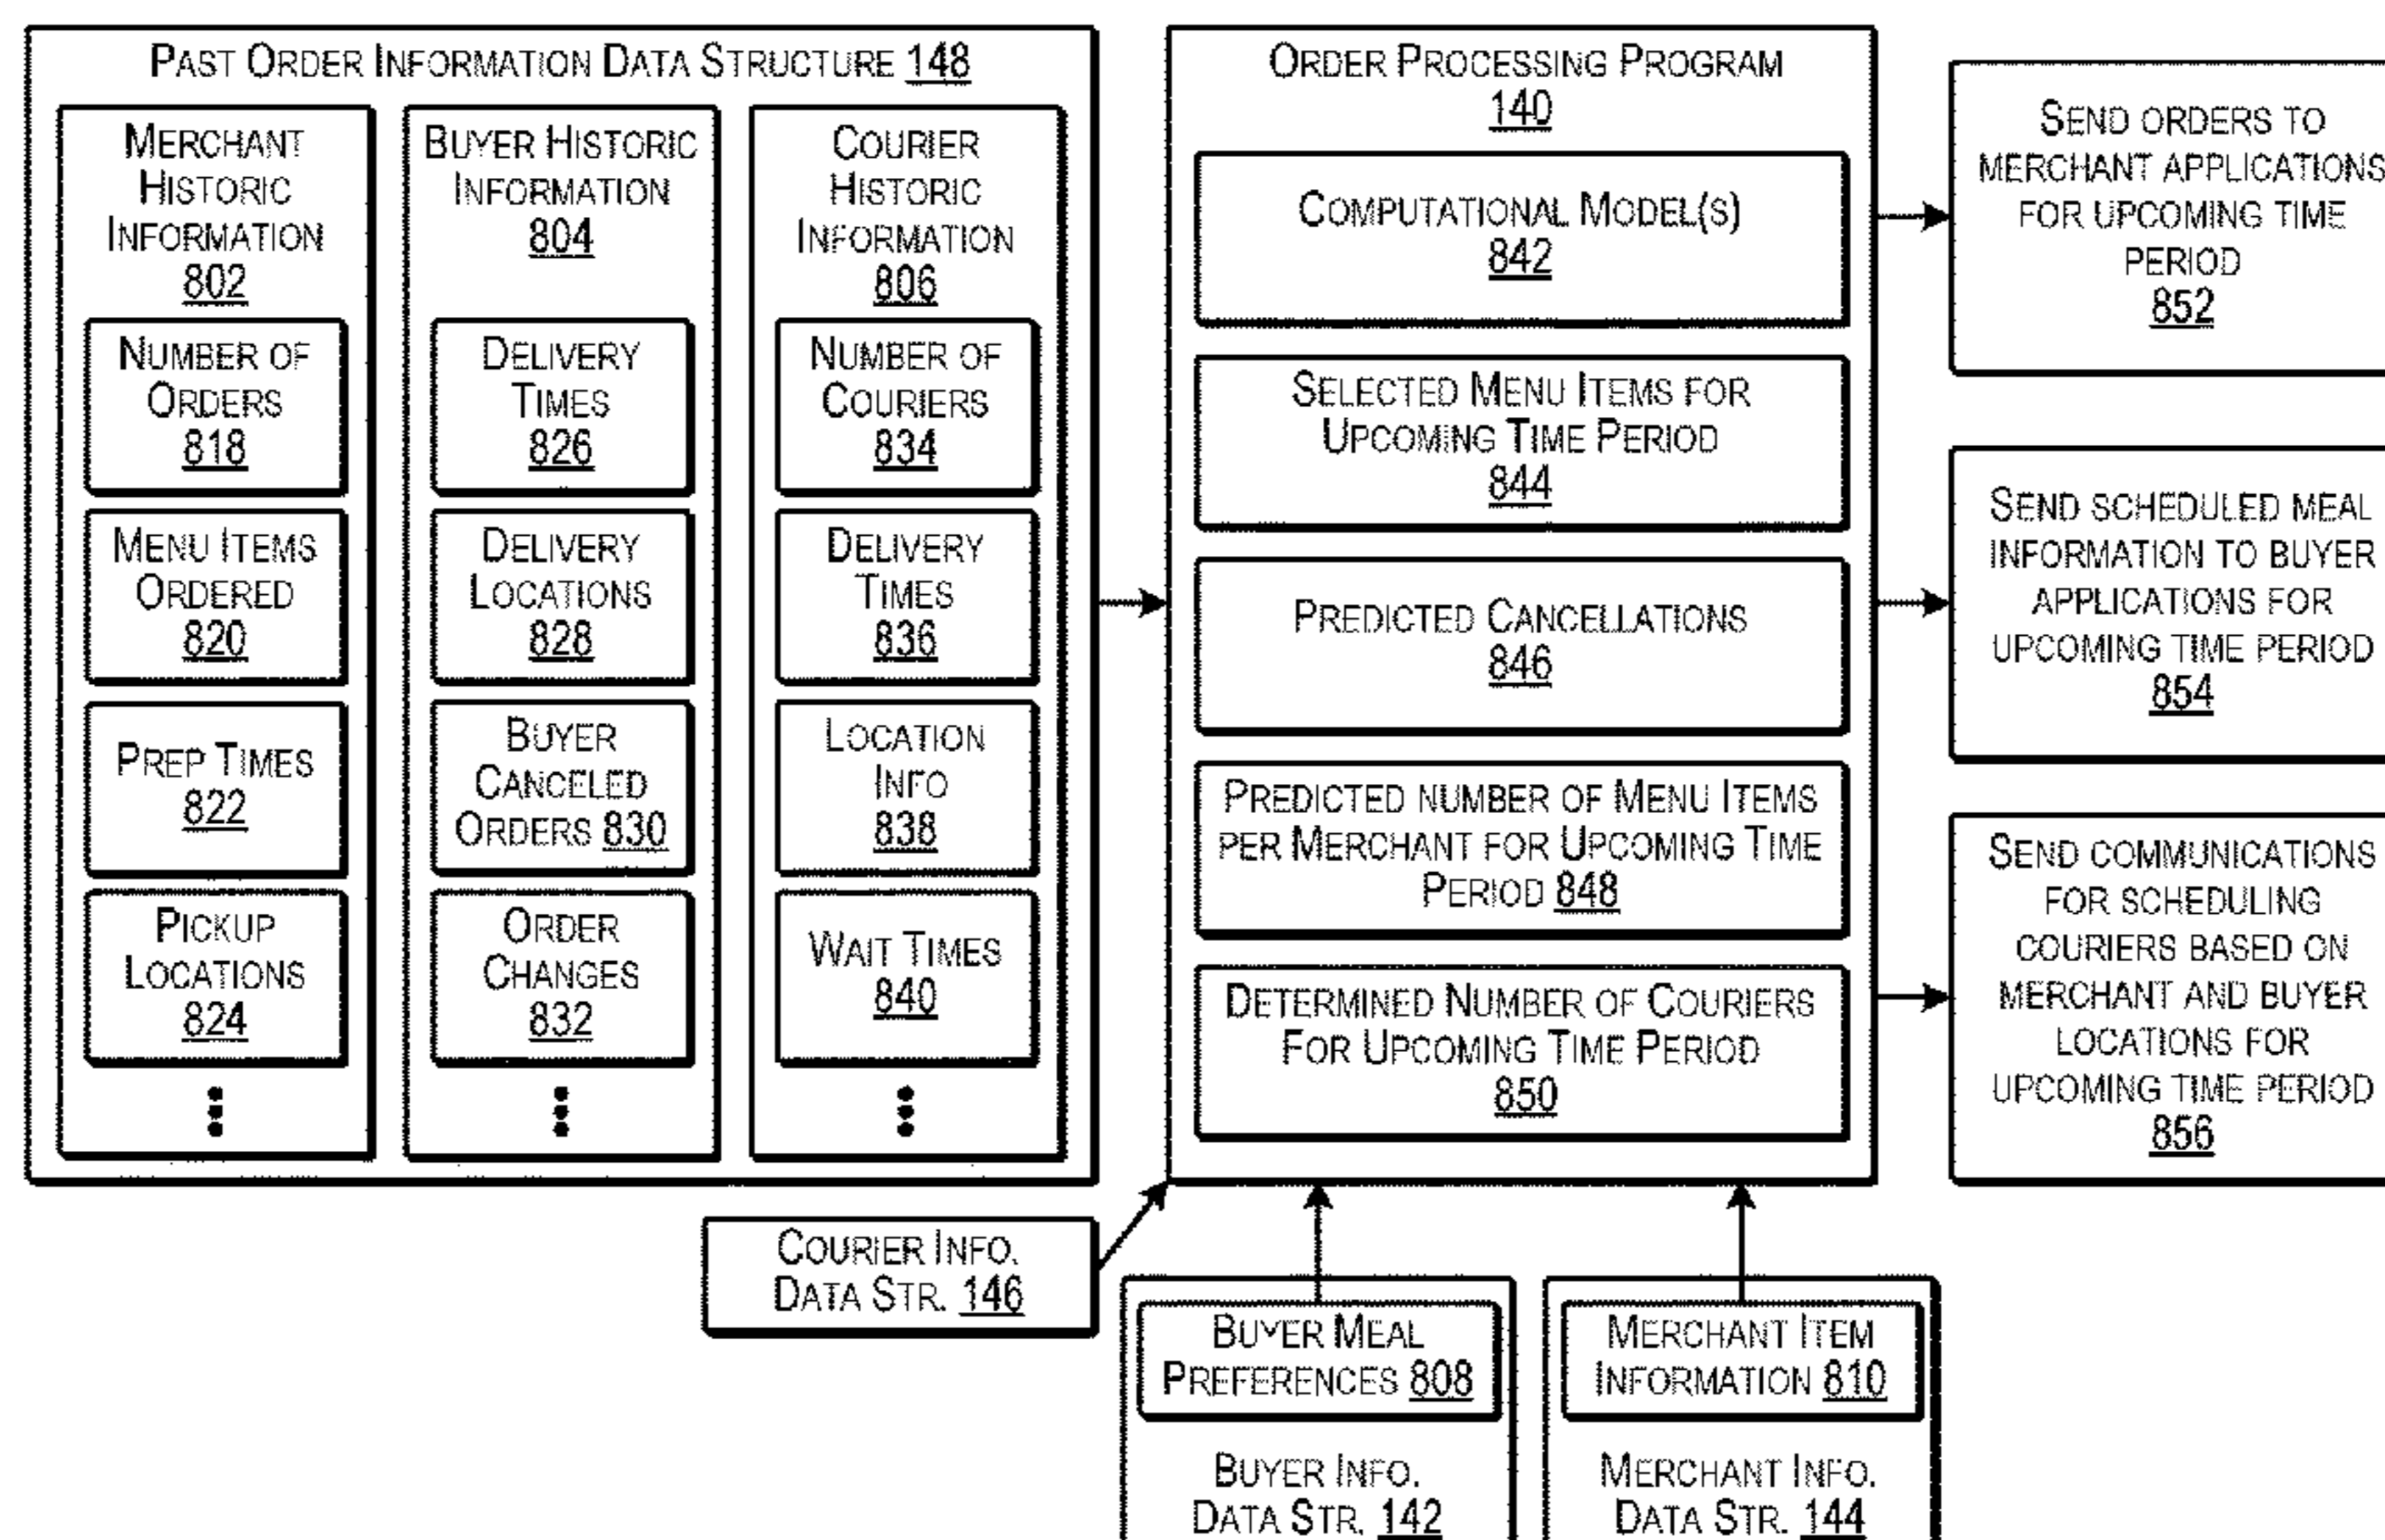 PAST ORDER INFORMATION DATA STRUCTURE 148
MERCHANT
HISTORIC
INFORMATION
802
NUMBER OF
ORDERS
818
MENU ITEMS
ORDERED
820
PREP TIMES
822
PICKUP
LOCATIONS
824
BUYER HISTORIC
INFORMATION
804
DELIVERY
TIMES
826
DELIVERY
LOCATIONS
828
BUYER
CANCELED
ORDERS 830
ORDER
CHANGES
832
COURIER
HISTORIC
INFORMATION
806
NUMBER OF
COURIERS
834
DELIVERY
TIMES
836
LOCATION
INFO
838
WAIT TIMES
840
ORDER PROCESSING PROGRAM
140
COMPUTATIONAL MODEL(S)
842
SELECTED MENU ITEMS FOR
UPCOMING TIME PERIOD
844
PREDICTED CANCELLATIONS
846
PREDICTED NUMBER OF MENU ITEMS
PER MERCHANT FOR UPCOMING TIME
PERIOD 848
DETERMINED NUMBER OF COURIERS
FOR UPCOMING TIME PERIOD
850
SEND ORDERS TO
MERCHANT APPLICATIONS
FOR UPCOMING TIME
PERIOD
852
SEND SCHEDULED MEAL
INFORMATION TO BUYER
APPLICATIONS FOR
UPCOMING TIME PERIOD
854
SEND COMMUNICATIONS
FOR SCHEDULING
COURIERS BASED ON
MERCHANT AND BUYER
LOCATIONS FOR
UPCOMING TIME PERIOD
856
COURIER INFO.
DATA STR. 146
BUYER MEAL
PREFERENCES 808
BUYER INFO.
DATA STR. 142
MERCHANT ITEM
INFORMATION 810
MERCHANT INFO.
DATA STR. 144